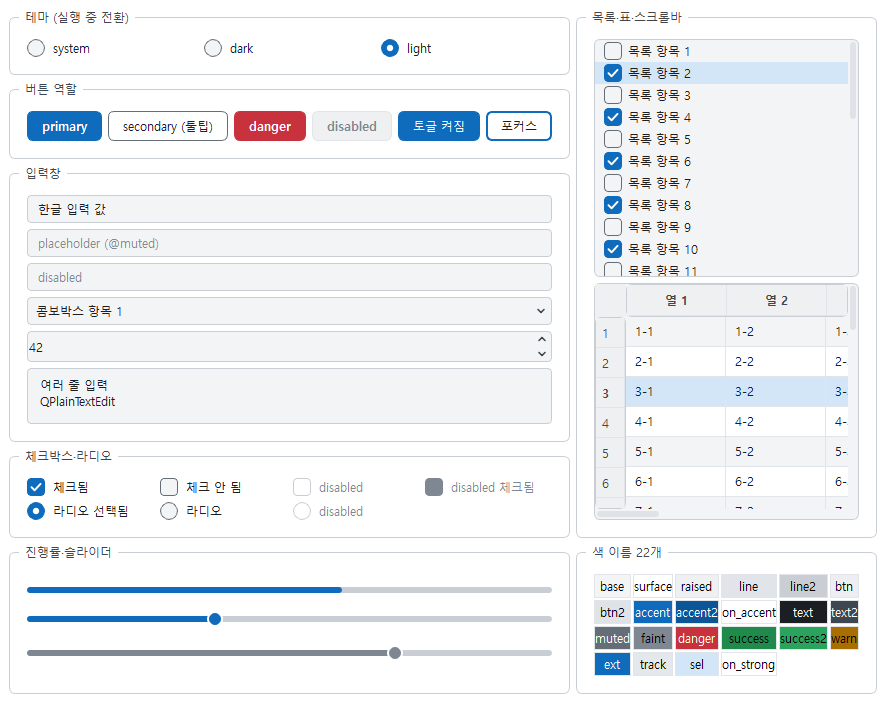 테마 (실행 중 전환)
system dark light
버튼 역할
primary secondary (툴팁) danger disabled 토글 켜짐 포커스
입력창
한글 입력 값
placeholder (@muted)
disabled
콤보박스 항목 1
42
여러 줄 입력
QPlainTextEdit
체크박스·라디오
체크됨 체크 안 됨 disabled disabled 체크됨
라디오 선택됨 라디오 disabled
진행률·슬라이더
목록·표·스크롤바
목록 항목 1
목록 항목 2
목록 항목 3
목록 항목 4
목록 항목 5
목록 항목 6
목록 항목 7
목록 항목 8
목록 항목 9
목록 항목 10
목록 항목 11
열 1 열 2
1 1-1 1-2 1-
2 2-1 2-2 2-
3 3-1 3-2 3-
4 4-1 4-2 4-
5 5-1 5-2 5-
6 6-1 6-2 6-
7-1 7-2
색 이름 22개
base surface raised line line2 btn
btn2 accent accent2 on_accent text text2
muted faint danger success success2 warn
ext track sel on_strong